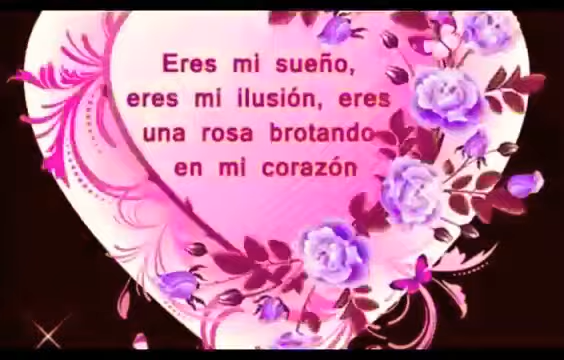 Eres mi sueño,
eres mi ilusión, eres
una rosa brotando
en mi corazón